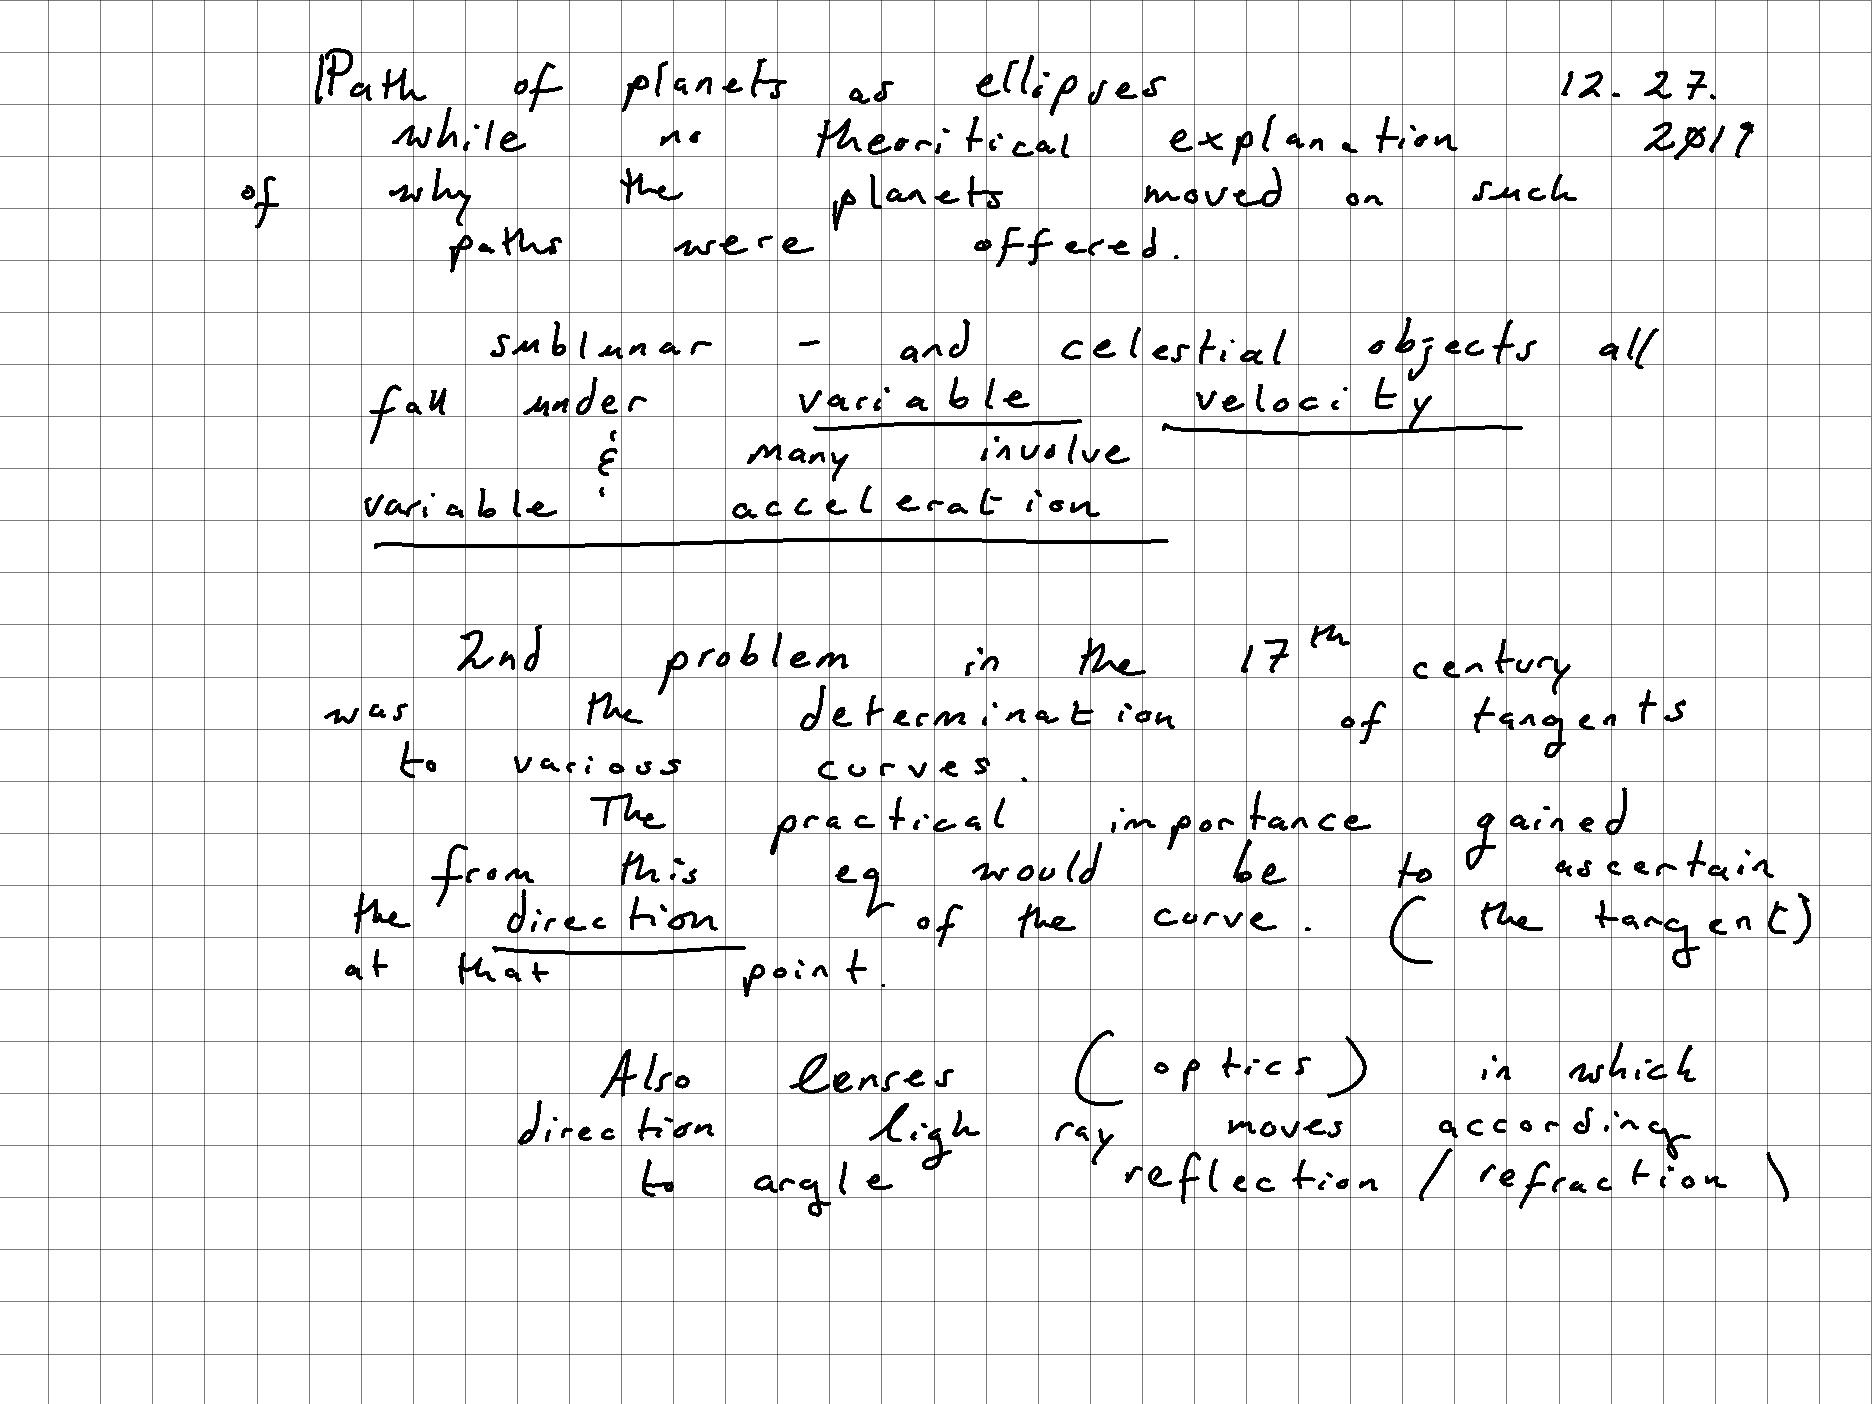 Path of planets as ellipses 12.27.
while no theoritical explanation 2019
of why the planets moved on such
paths were offered.
sublunar - and celestial objects all
fall under variable velocity
& many involve
variable acceleration
2nd problem in the 17th century
was the determination of tangents
to various curves.
The practical importance gained
from this eq would be to ascertain
the direction of the curve. (the tangent)
at that point.
Also lenses (optics) in which
direction ligh ray moves according
to angle reflection / refraction )